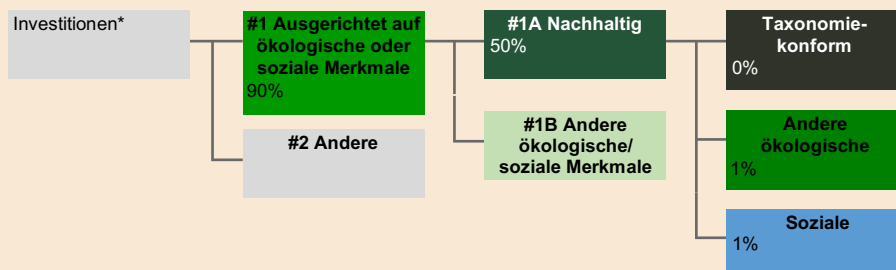 Investitionen*
#1 Ausgerichtet auf
ökologische oder
soziale Merkmale
90%
#2 Andere
#1A Nachhaltig
50%
#1B Andere
ökologische/
soziale Merkmale
Taxonomie-
konform
0%
Andere
ökologische
1%
Soziale
1%